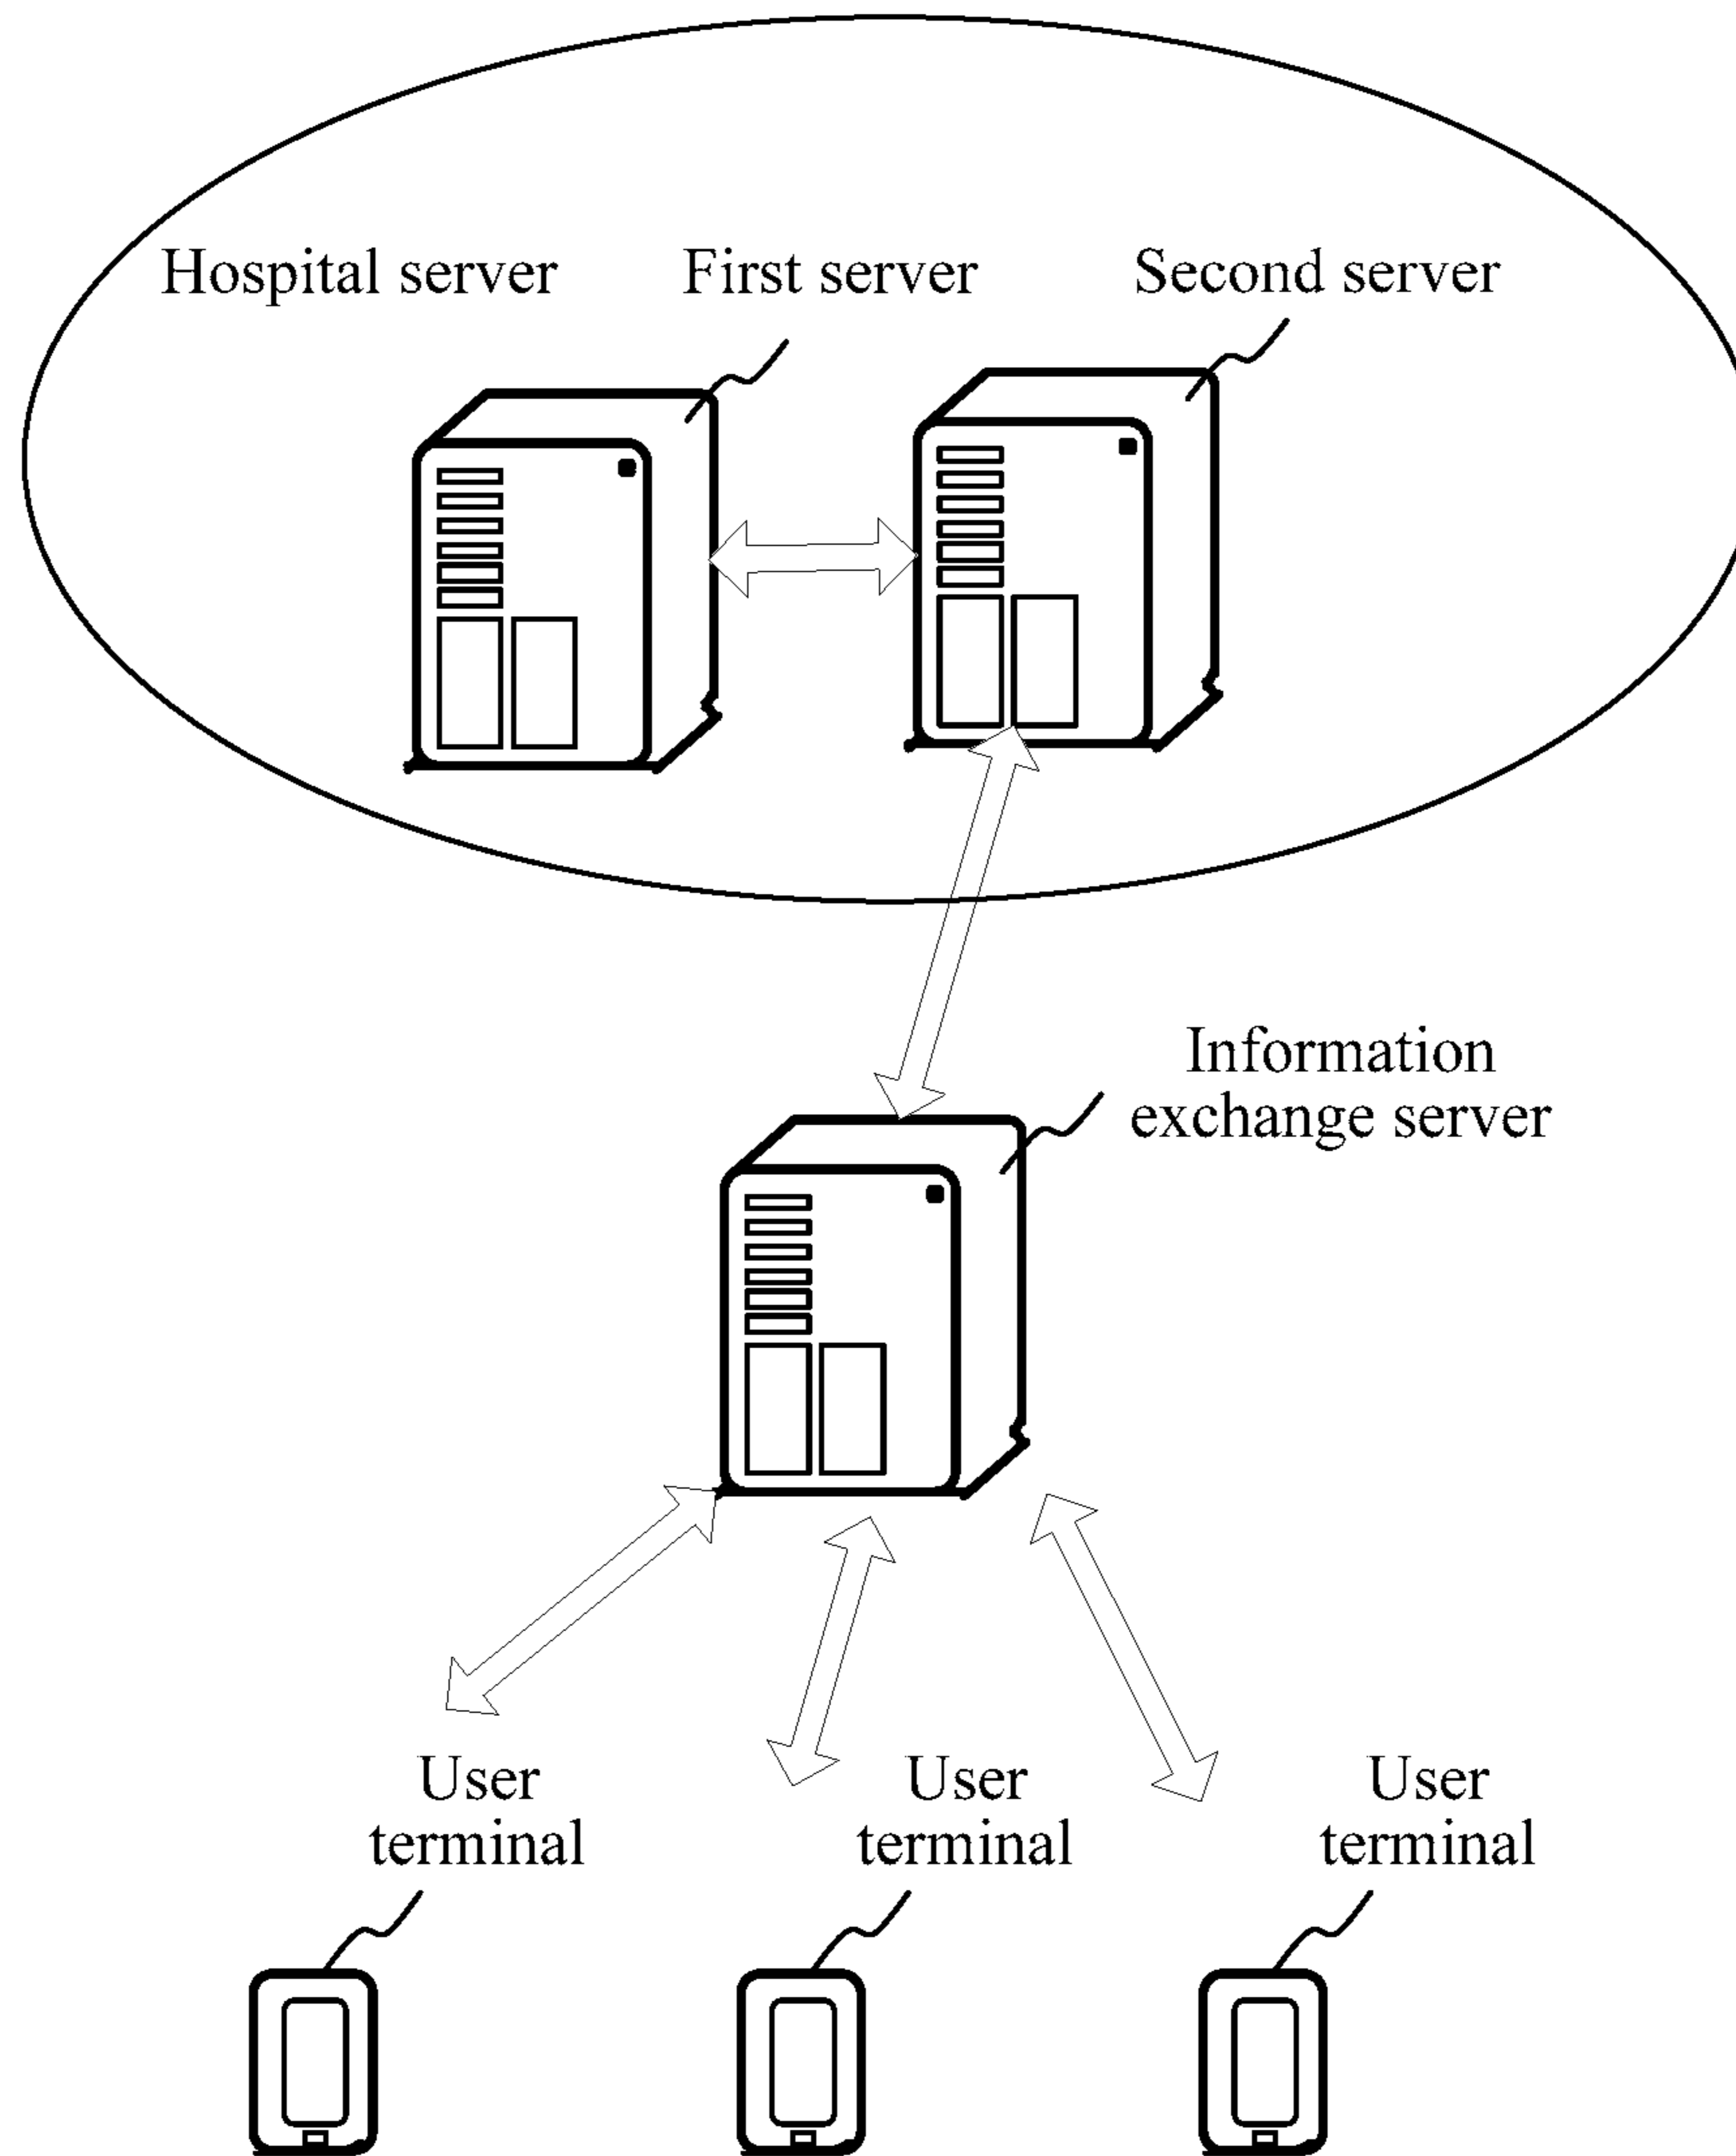 Hospital server
First server
Second server
Information
exchange server
User
terminal
User
terminal
User
terminal